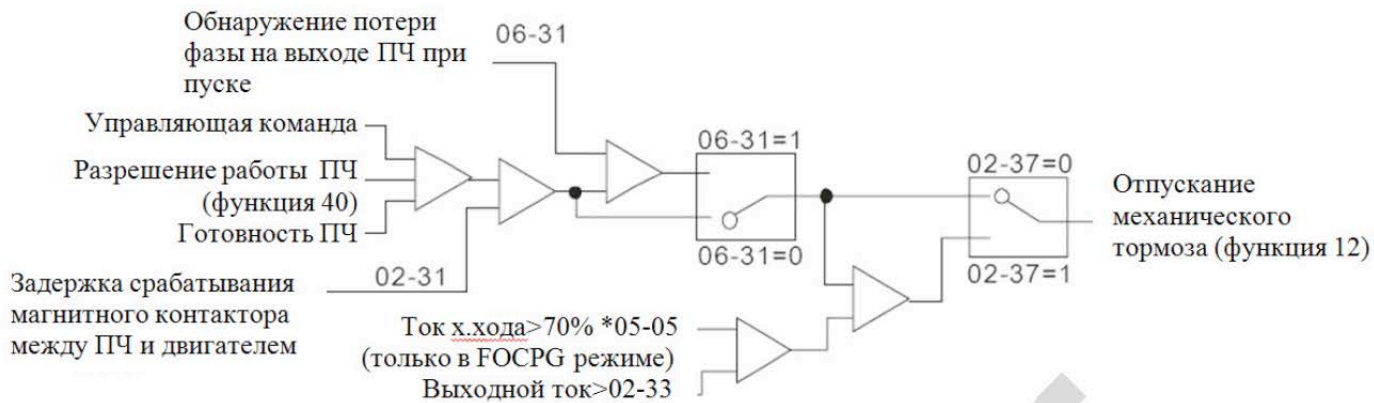 Обнаружение потери
фазы на выходе ПЧ при
пуске
06-31
Управляющая команда
Разрешение работы ПЧ
(функция 40)
Готовность ПЧ
Задержка срабатывания
магнитного контактора
между ПЧ и двигателем
02-31
06-31=1
06-31=0
Ток х.хода>70% *05-05
(только в FOCPG режиме)
Выходной ток>02-33
02-37=0
02-37=1
Отпускание
механического
тормоза (функция 12)